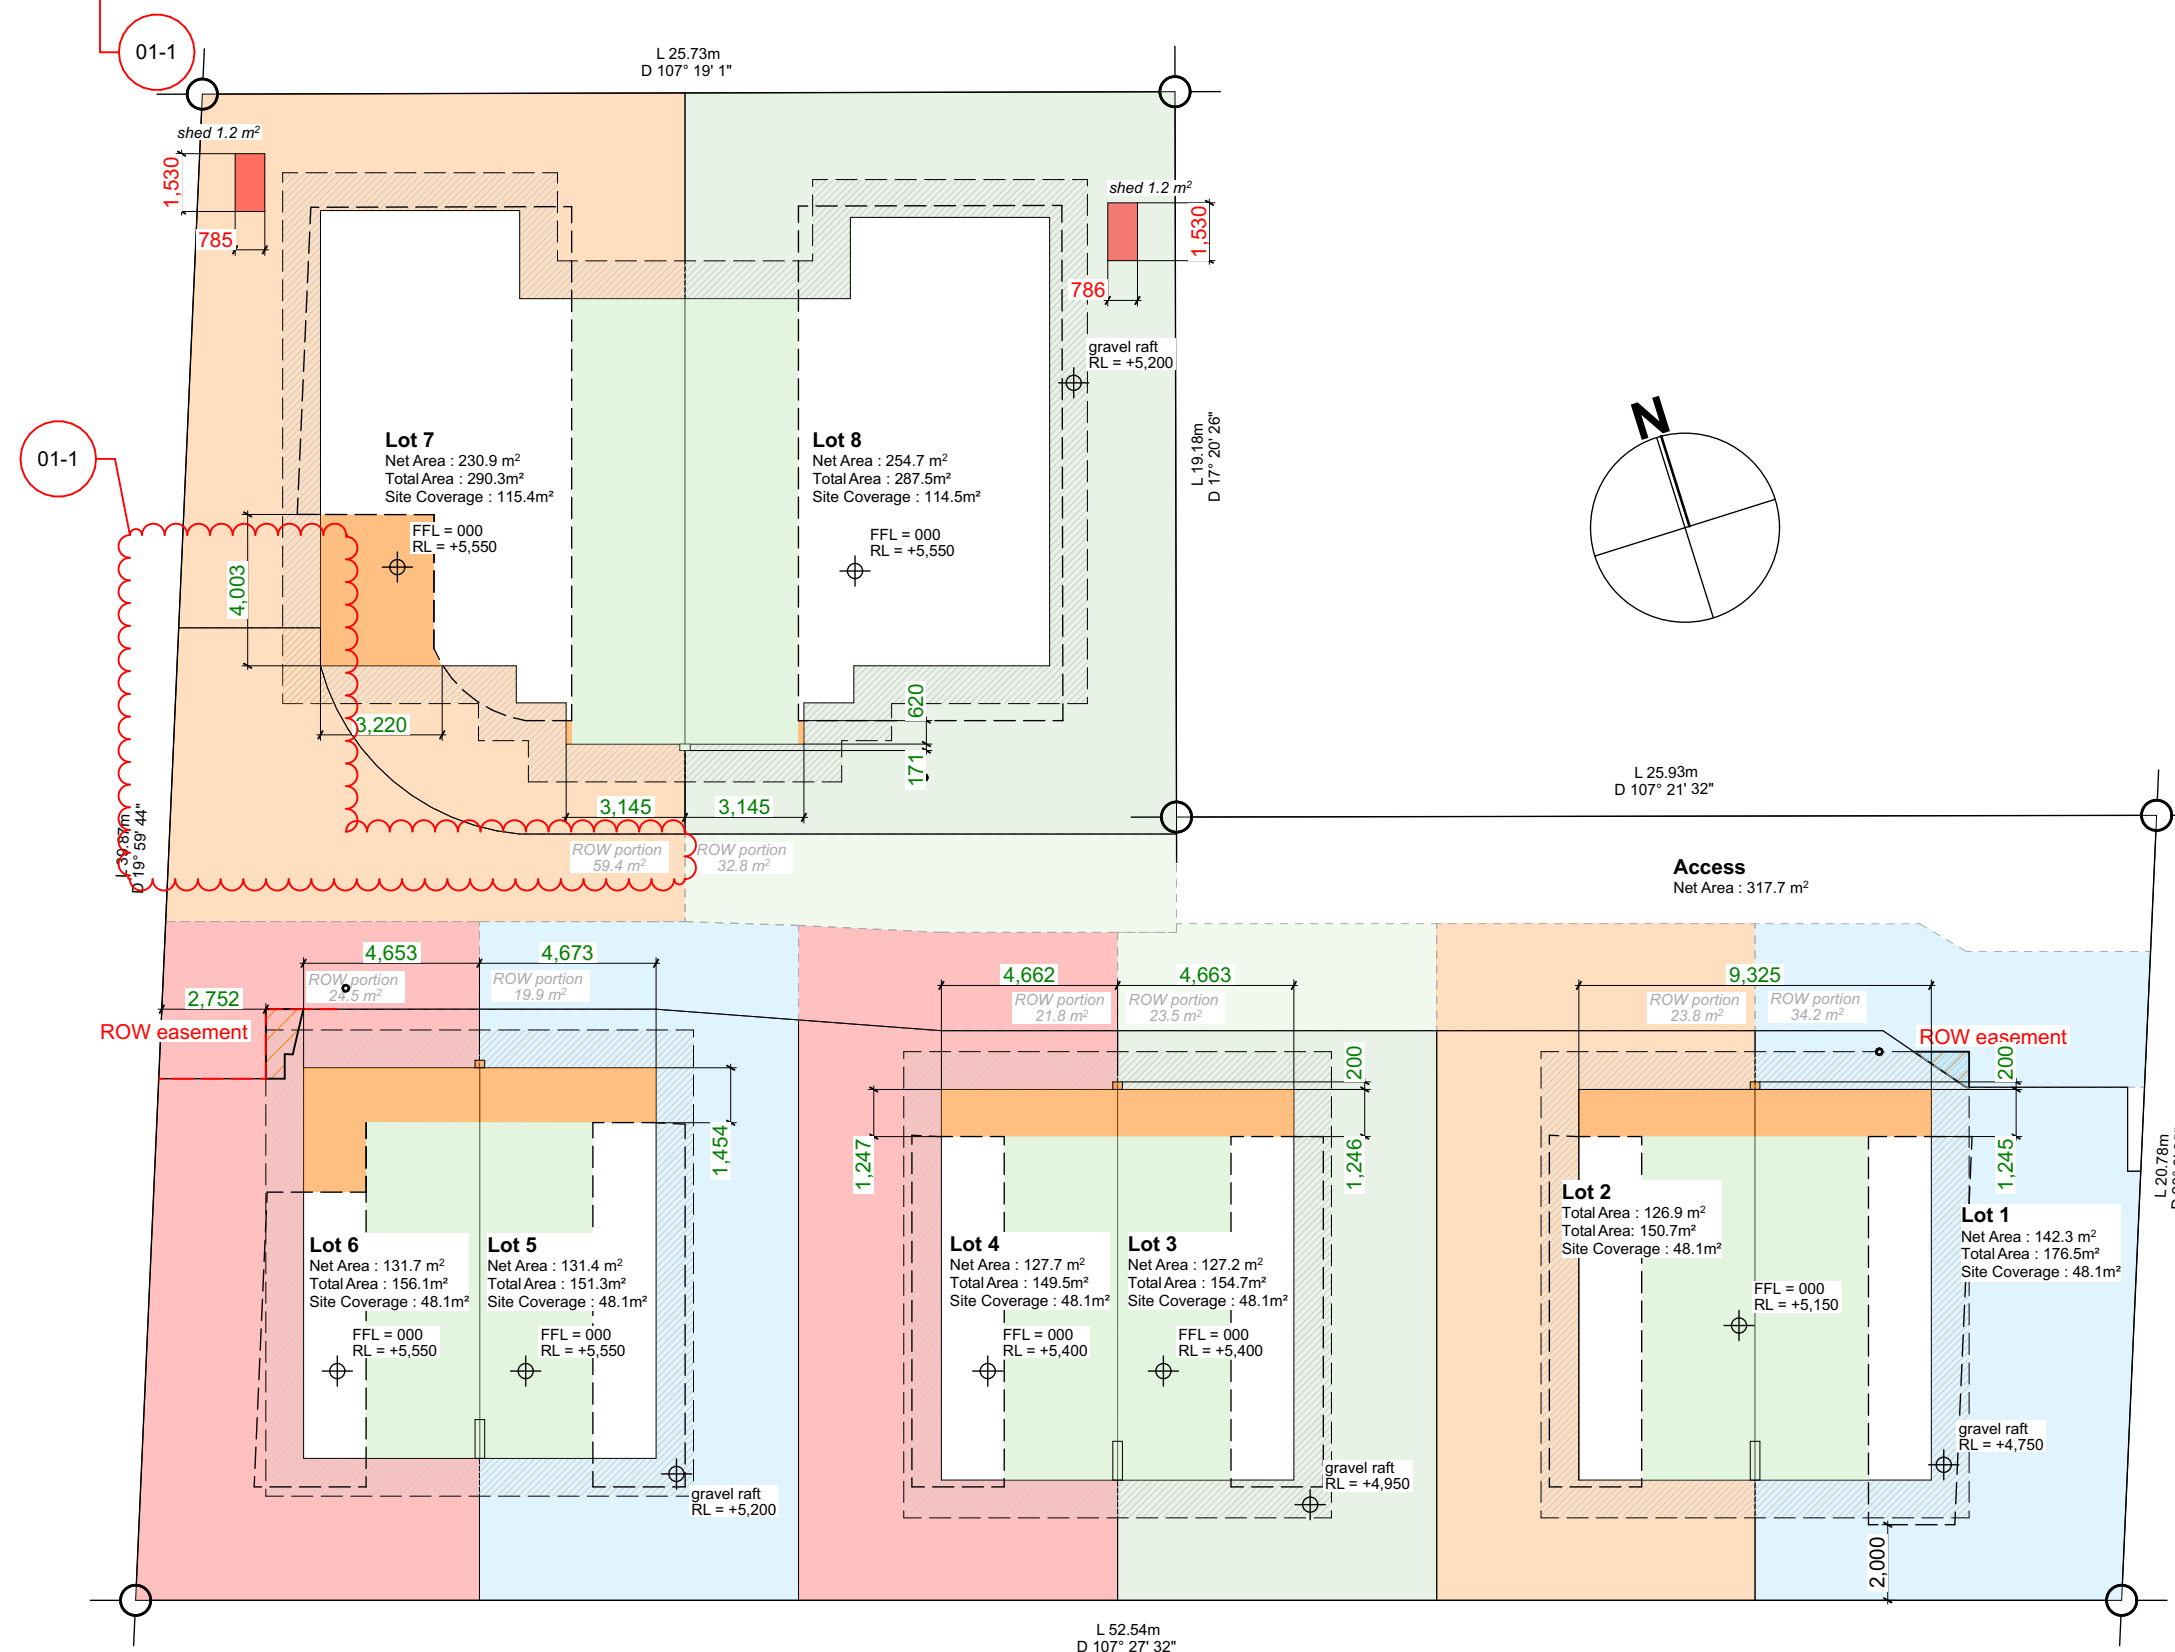 01-1
L 25.73m
D 107° 19' 1"
shed 1.2 m²
1,530
785
shed 1.2 m²
1,530
786
gravel raft
RL = +5,200
N
Lot 7
Net Area : 230.9 m²
Total Area : 290.3m²
Site Coverage : 115.4m²
Lot 8
Net Area : 254.7 m²
Total Area : 287.5m²
Site Coverage : 114.5m²
L 19.18m
D 17° 20' 26"
01-1
FFL = 000
RL = +5,550
FFL = 000
RL = +5,550
4,003
3,220
620
171
3,145
3,145
L 39.87m
D 19° 59' 44"
ROW portion
59.4 m²
ROW portion
32.8 m²
L 25.93m
D 107° 21' 32"
Access
Net Area : 317.7 m²
4,653
4,673
ROW portion
24.5 m²
ROW portion
19.9 m²
2,752
ROW easement
4,662
4,663
ROW portion
21.8 m²
ROW portion
23.5 m²
9,325
ROW portion
23.8 m²
ROW portion
34.2 m²
ROW easement
200
200
1,454
1,247
1,246
1,245
L 20.78m
Lot 6
Net Area : 131.7 m²
Total Area : 156.1m²
Site Coverage : 48.1m²
Lot 5
Net Area : 131.4 m²
Total Area : 151.3m²
Site Coverage : 48.1m²
Lot 4
Net Area : 127.7 m²
Total Area : 149.5m²
Site Coverage : 48.1m²
Lot 3
Net Area : 127.2 m²
Total Area : 154.7m²
Site Coverage : 48.1m²
Lot 2
Total Area : 126.9 m²
Total Area: 150.7m²
Site Coverage : 48.1m²
Lot 1
Net Area : 142.3 m²
Total Area : 176.5m²
Site Coverage : 48.1m²
FFL = 000
RL = +5,550
FFL = 000
RL = +5,550
FFL = 000
RL = +5,400
FFL = 000
RL = +5,400
FFL = 000
RL = +5,150
gravel raft
RL = +5,200
gravel raft
RL = +4,950
gravel raft
RL = +4,750
2,000
L 52.54m
D 107° 27' 32"